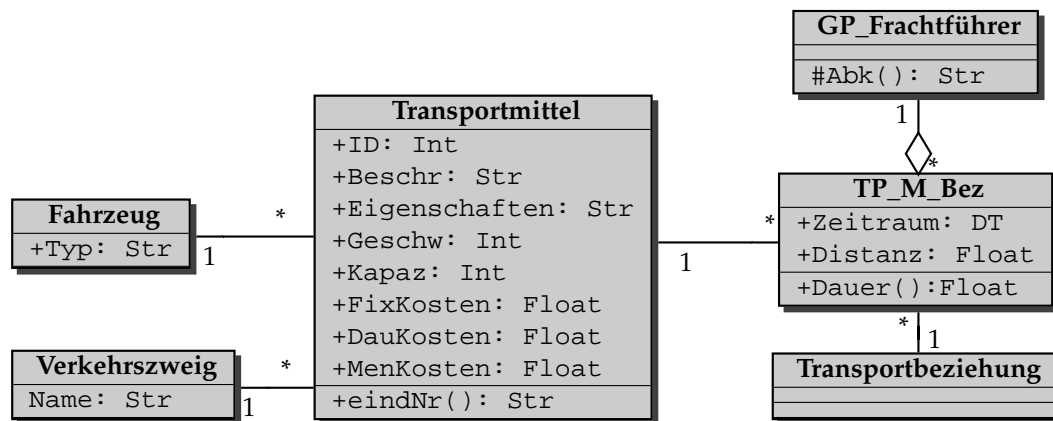 GP_Frachtführer
#Abk(): Str
1
*
Transportmittel
+ID: Int
+Beschr: Str
+Eigenschaften: Str
+Geschw: Int
+Kapaz: Int
+FixKosten: Float
+DauKosten: Float
+MenKosten: Float
+eindNr(): Str
Fahrzeug
+Typ: Str
1
*
Verkehrszweig
Name: Str
1
*
1
*
TP_M_Bez
+Zeitraum: DT
+Distanz: Float
+Dauer():Float
*
1
Transportbeziehung